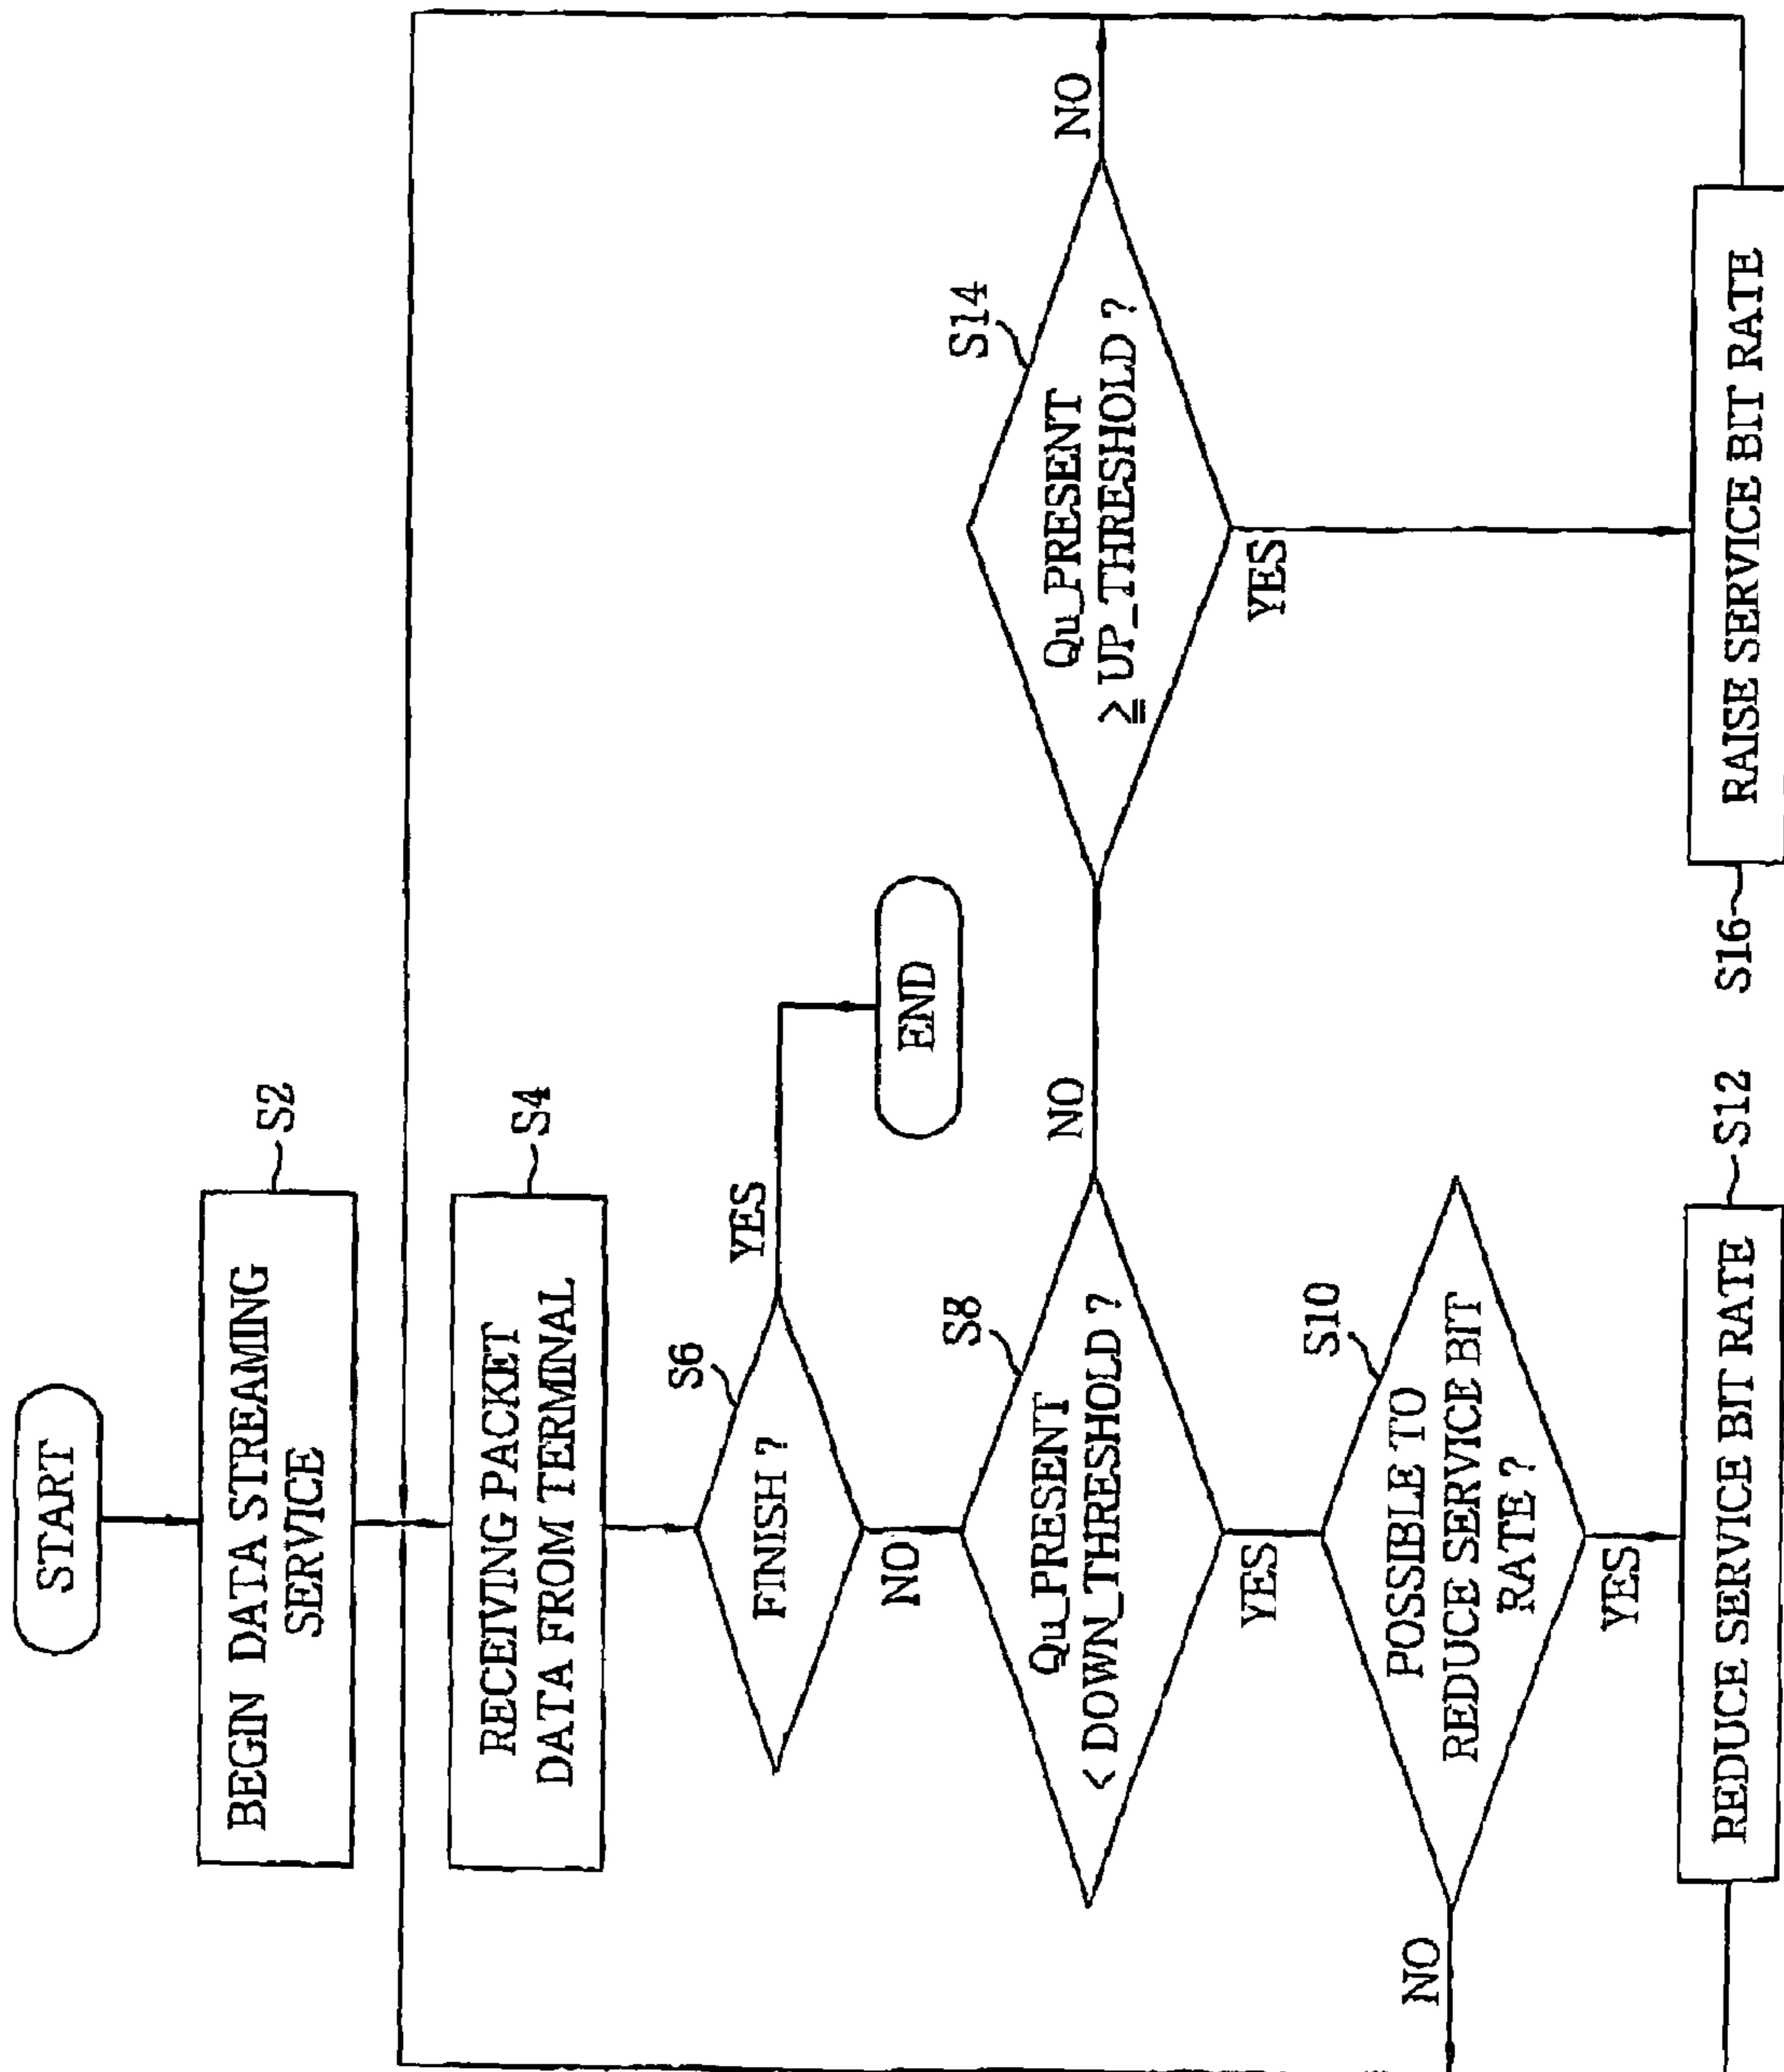 START
BEGIN DATA STREAMING
SERVICE
S2
RECEIVING PACKET
DATA FROM TERMINAL
S4
FINISH ?
S6
YES
END
NO
Qu_PRESENT
< DOWN_THRESHOLD ?
S8
NO
Qu_PRESENT
≧ UP_THRESHOLD ?
S14
NO
YES
YES
POSSIBLE TO
REDUCE SERVICE BIT
RATE ?
S10
NO
YES
REDUCE SERVICE BIT RATE
S12
S16
RAISE SERVICE BIT RATE